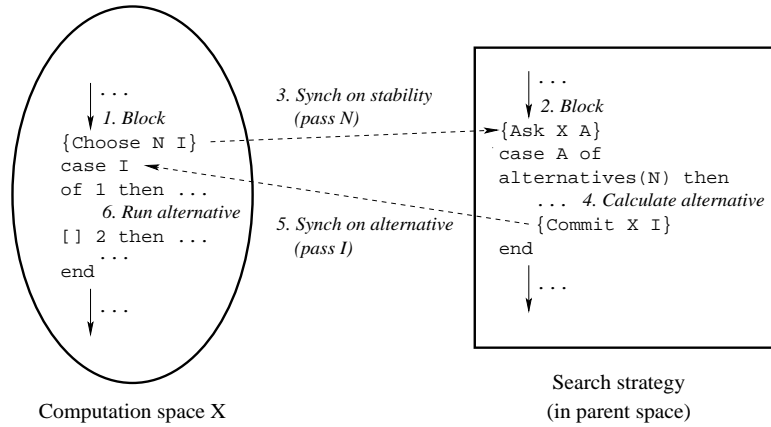 ...
1. Block
{Choose N I}
case I
of 1 then ...
6. Run alternative
[] 2 then ...
...
end
...
Computation space X
3. Synch on stability
(pass N)
5. Synch on alternative
(pass I)
...
2. Block
{Ask X A}
case A of
alternatives(N) then
... 4. Calculate alternative
{Commit X I}
end
...
Search strategy
(in parent space)